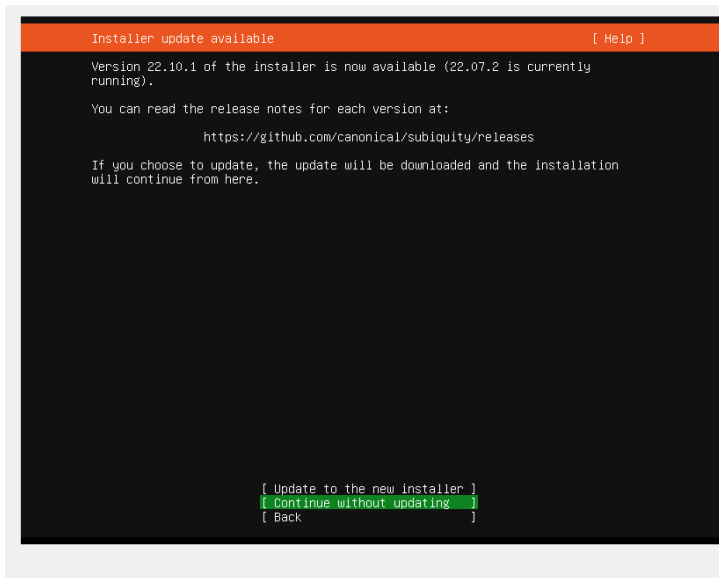 Installer update available [ Help ]
Version 22.10.1 of the installer is now available (22.07.2 is currently
running).
You can read the release notes for each version at:
https://github.com/canonical/subiquity/releases
If you choose to update, the update will be downloaded and the installation
will continue from here.
[ Update to the new installer ]
[ Continue without updating ]
[ Back ]